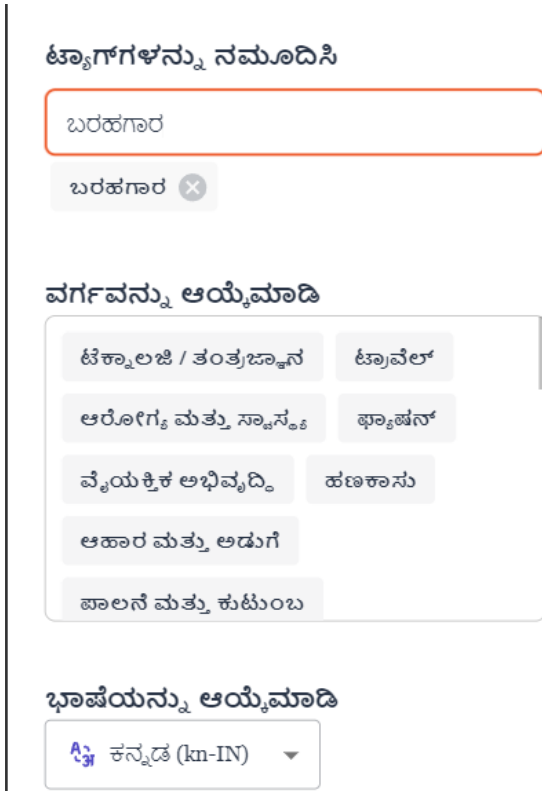 ಟ್ಯಾಗ್‌ಗಳನ್ನು ನಮೂದಿಸಿ
ಬರಹಗಾರ
ಬರಹಗಾರ
ವರ್ಗವನ್ನು ಆಯ್ಕೆಮಾಡಿ
ಟೆಕ್ನಾಲಜಿ / ತಂತ್ರಜ್ಞಾನ ಟ್ರಾವೆಲ್
ಆರೋಗ್ಯ ಮತ್ತು ಸ್ವಾಸ್ಥ್ಯ ಫ್ಯಾಷನ್
ವೈಯಕ್ತಿಕ ಅಭಿವೃದ್ಧಿ ಹಣಕಾಸು
ಆಹಾರ ಮತ್ತು ಅಡುಗೆ
ಪಾಲನೆ ಮತ್ತು ಕುಟುಂಬ
ಭಾಷೆಯನ್ನು ಆಯ್ಕೆಮಾಡಿ
ಕನ್ನಡ (kn-IN)